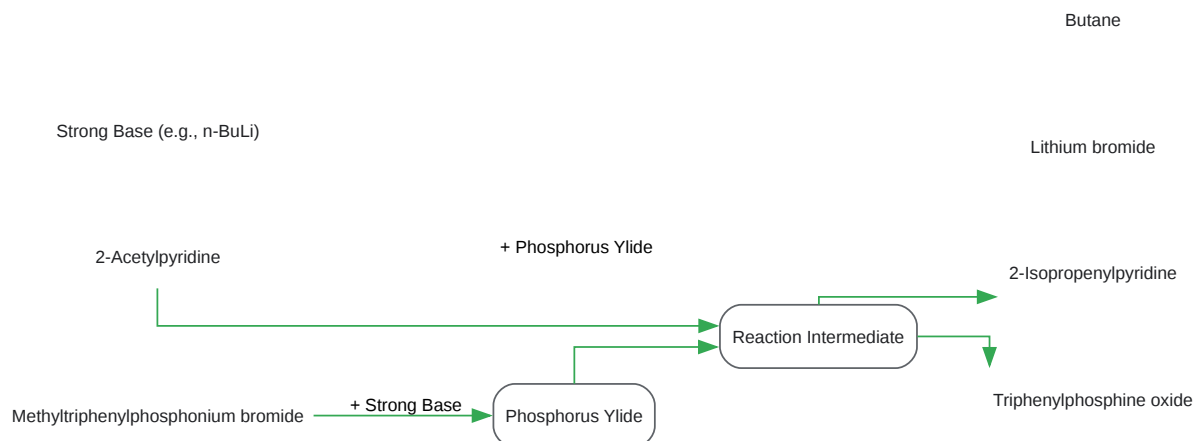 Butane
Strong Base (e.g., n-BuLi)
Lithium bromide
2-Acetylpyridine
+ Phosphorus Ylide
2-Isopropenylpyridine
Reaction Intermediate
Methyltriphenylphosphonium bromide
+ Strong Base
Phosphorus Ylide
Triphenylphosphine oxide